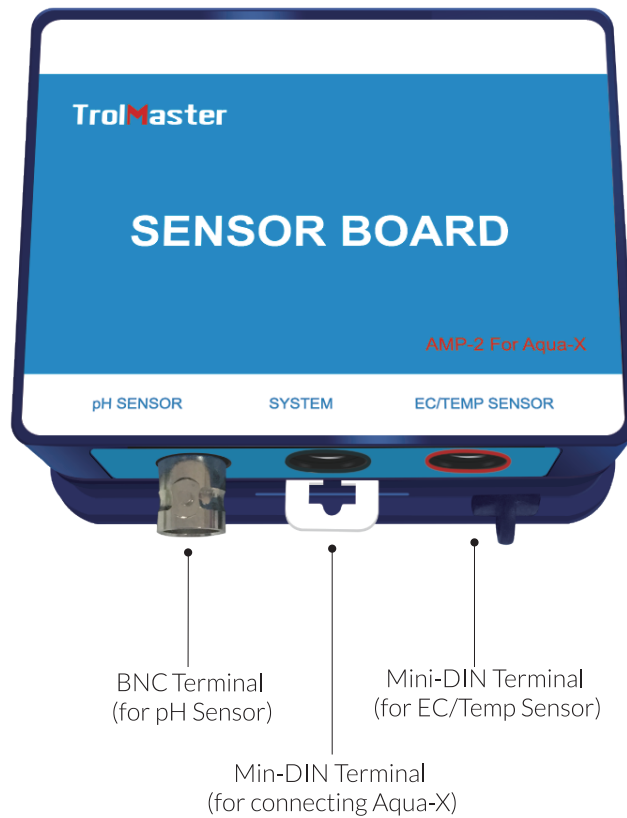 TrolMaster
SENSOR BOARD
AMP-2 For Aqua-X
pH SENSOR
SYSTEM
EC/TEMP SENSOR
BNC Terminal
(for pH Sensor)
Mini-DIN Terminal
(for EC/Temp Sensor)
Min-DIN Terminal
(for connecting Aqua-X)